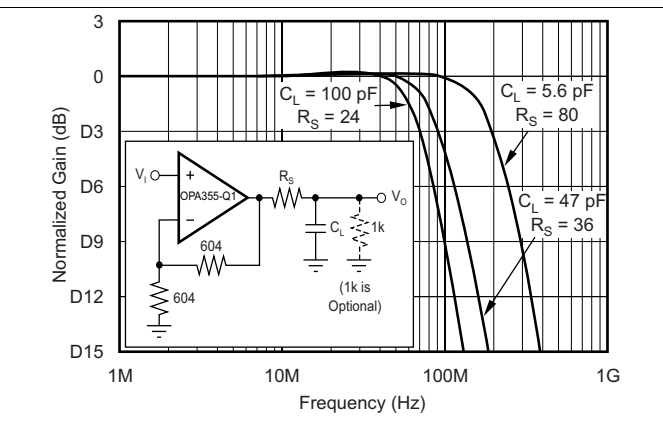 3
0
D3
D6
D9
D12
D15
Normalized Gain (dB)
C_L = 100 pF
R_S = 24
C_L = 5.6 pF
R_S = 80
C_L = 47 pF
R_S = 36
V_I
+
−
OPA355-Q1
R_S
V_O
C_L
1k
604
604
(1k is
Optional)
1M
10M
100M
1G
Frequency (Hz)